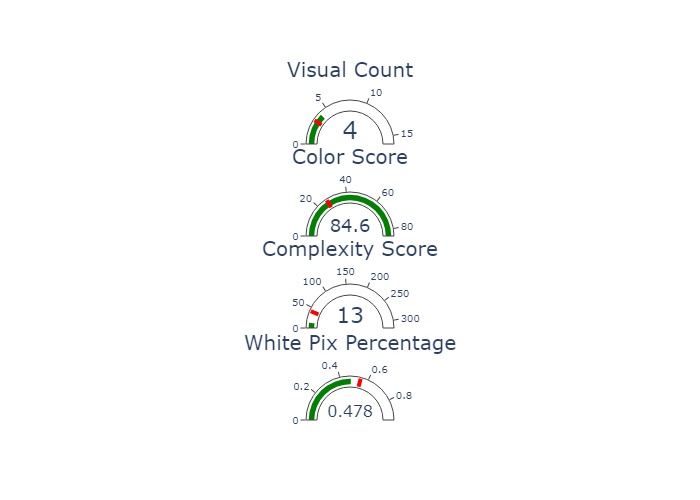 Visual Count
0 5 10 15
4
Color Score
0 20 40 60 80
84.6
Complexity Score
0 50 100 150 200 250 300
13
White Pix Percentage
0 0.2 0.4 0.6 0.8
0.478